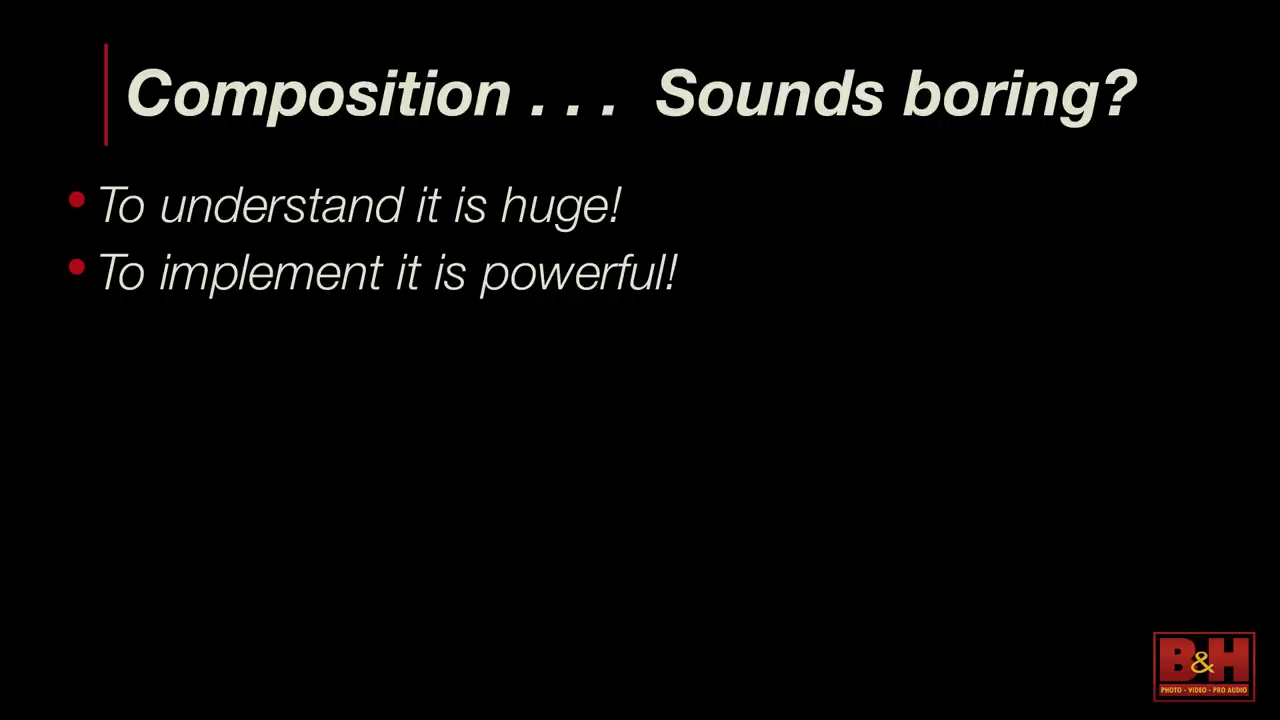 Composition . . . Sounds boring?
• To understand it is huge!
• To implement it is powerful!
B&H
PHOTO - VIDEO - PRO AUDIO